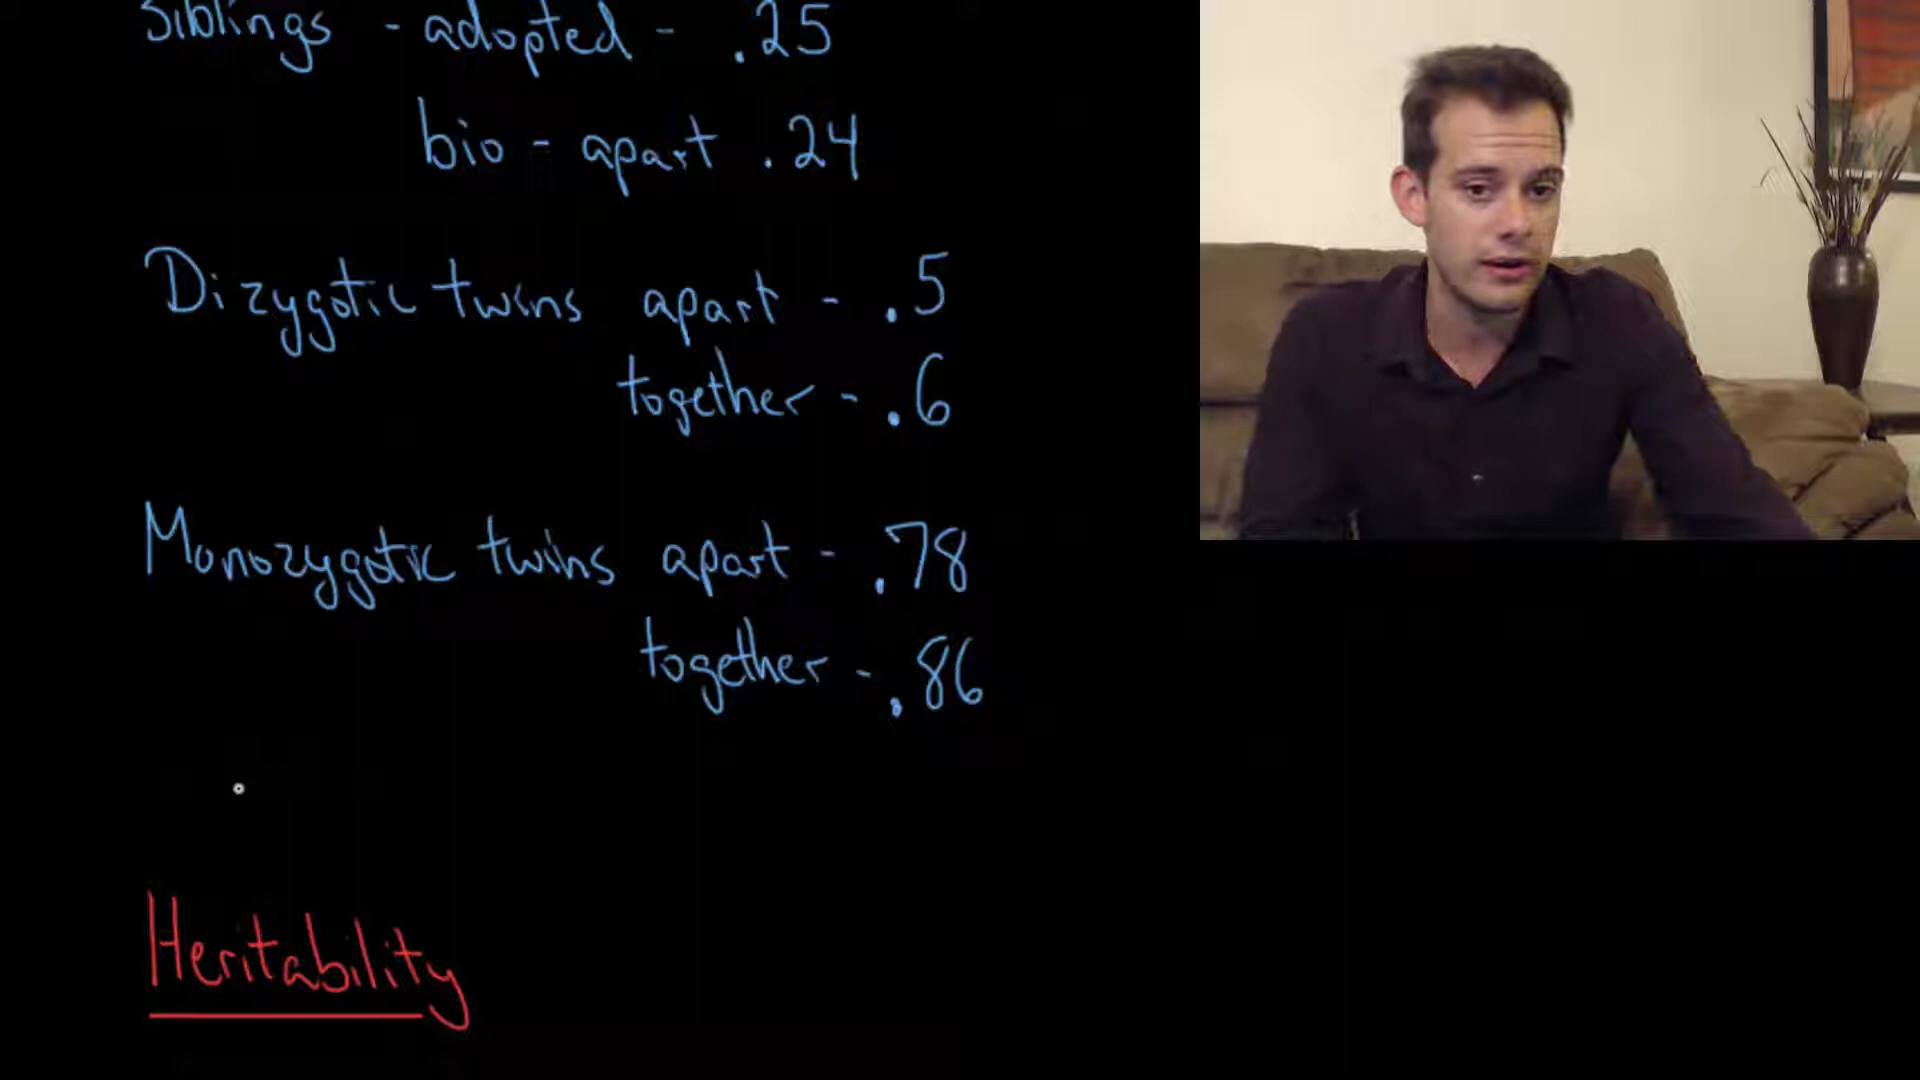 Siblings - adopted - .25
bio - apart .24
Dizygotic twins apart - .5
together - .6
Monozygotic twins apart - .78
together - .86
Heritability